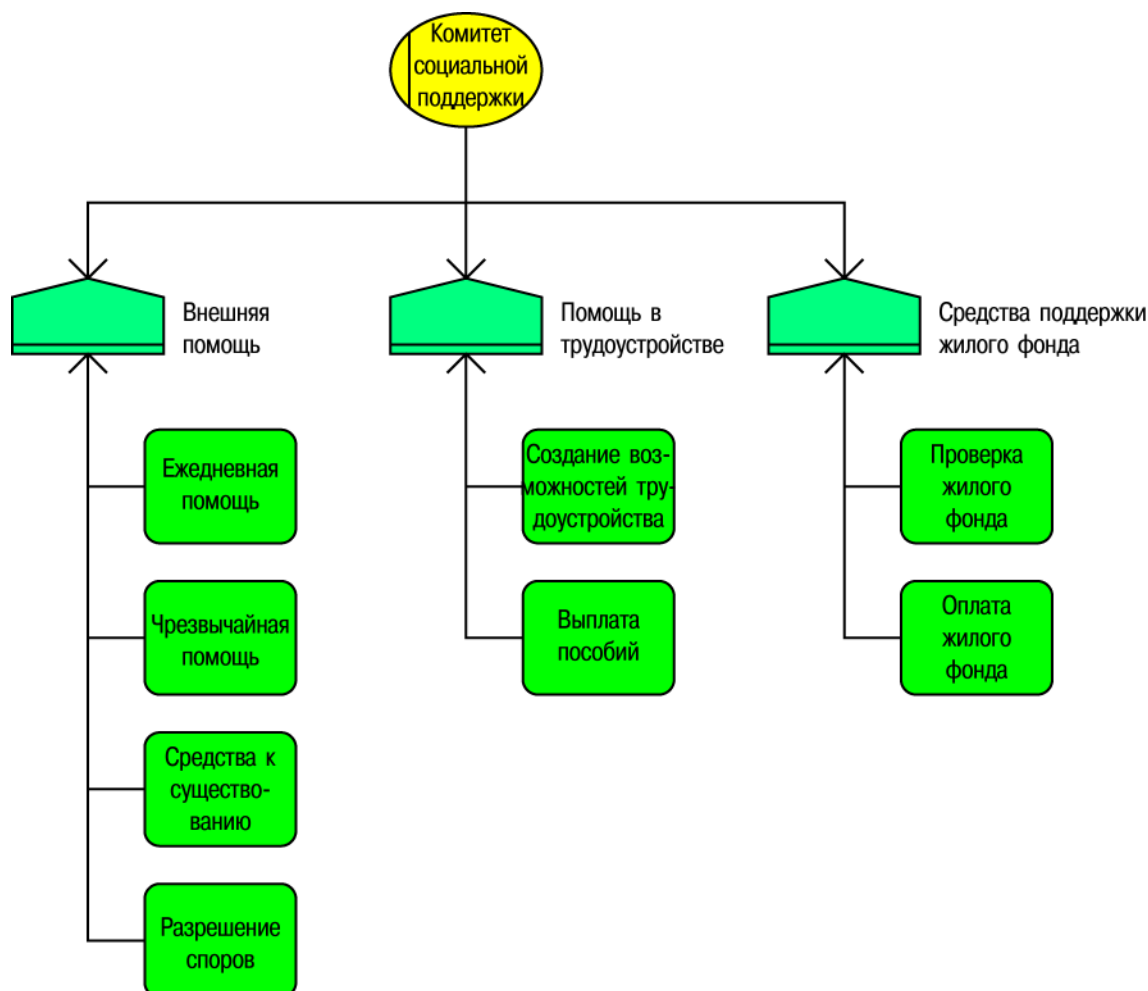 Комитет
социальной
поддержки
Внешняя
помощь
Помощь в
трудоустройстве
Средства поддержки
жилого фонда
Ежедневная
помощь
Чрезвычайная
помощь
Средства к
существо-
ванию
Разрешение
споров
Создание воз-
можностей тру-
доустройства
Выплата
пособий
Проверка
жилого
фонда
Оплата
жилого
фонда